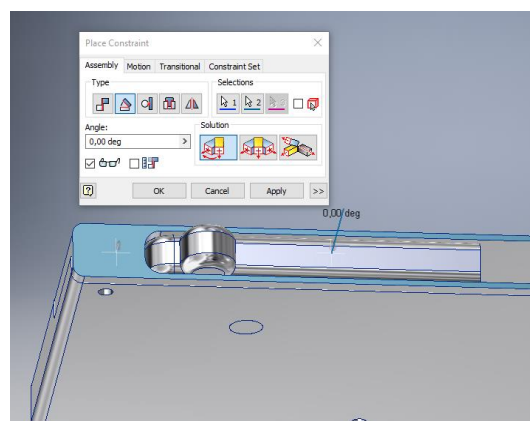 Place Constraint
Assembly Motion Transitional Constraint Set
Type Selections
1 2
Angle: Solution
0,00 deg >
OK Cancel Apply >>
0,00 deg